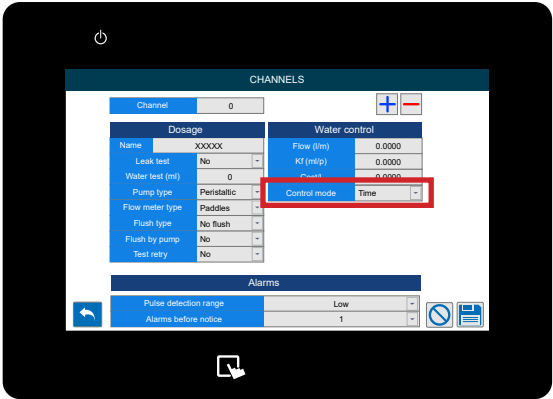 CHANNELS
Channel 0
Dosage
Name XXXXX
Leak test No
Water test (ml) 0
Pump type Peristaltic
Flow meter type Paddles
Flush type No flush
Flush by pump No
Test retry No
Water control
Flow (l/m) 0.0000
Kf (ml/p) 0.0000
Cost/l 0.0000
Control mode Time
Alarms
Pulse detection range Low
Alarms before notice 1